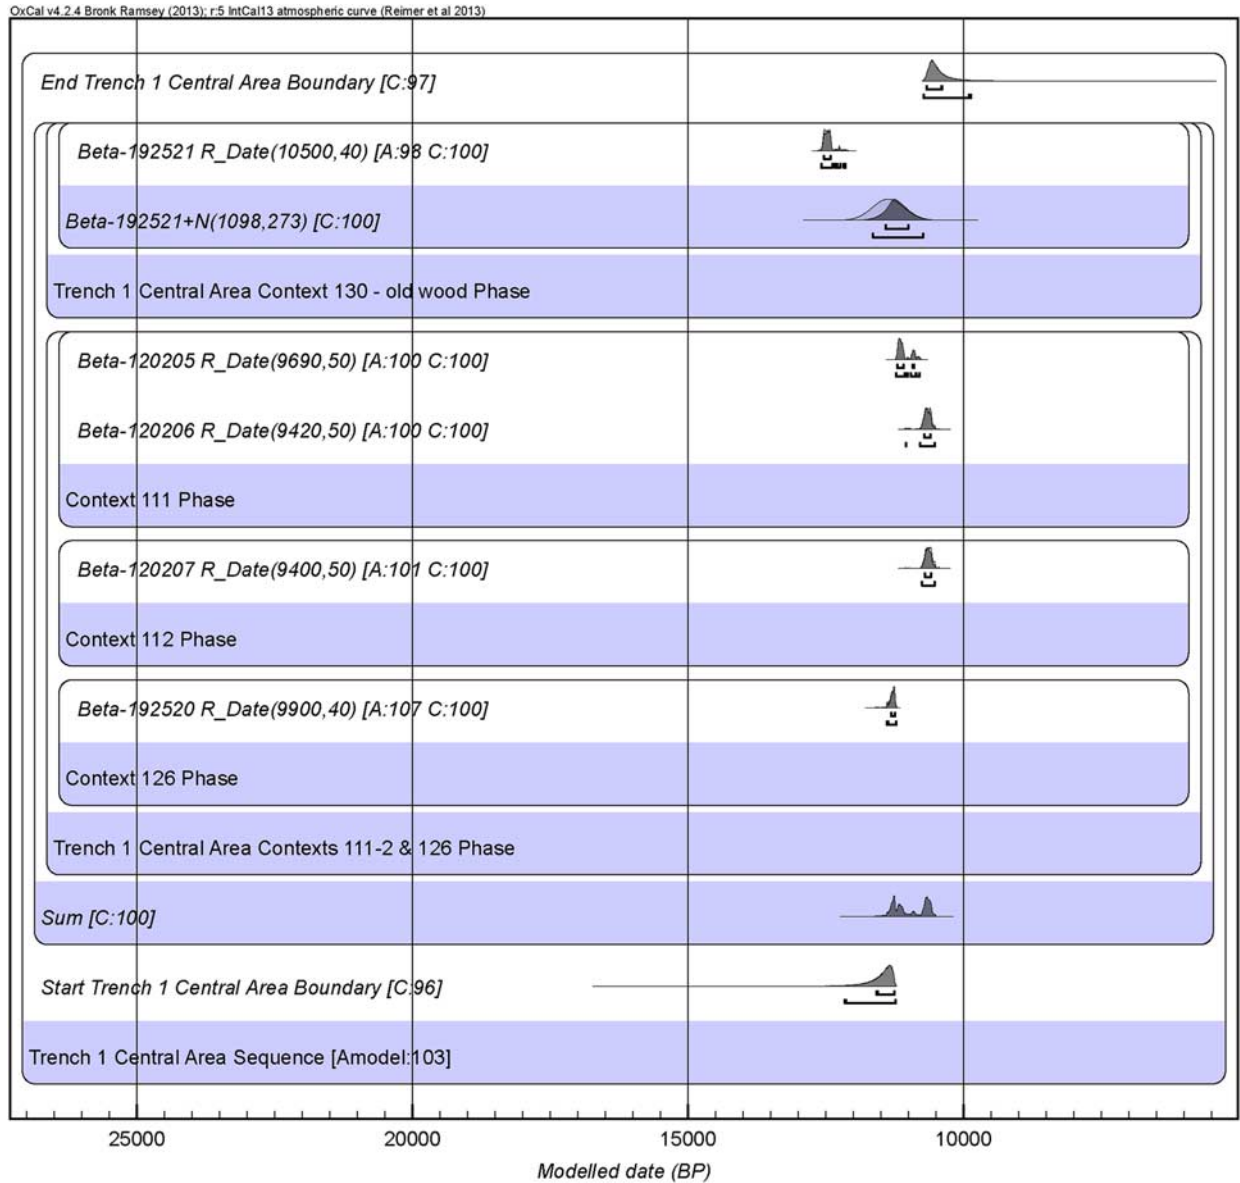 OxCal v4.2.4 Bronk Ramsey (2013); r:5 IntCal13 atmospheric curve (Reimer et al 2013)
End Trench 1 Central Area Boundary [C:97]
Beta-192521 R_Date(10500,40) [A:98 C:100]
Beta-192521+N(1098,273) [C:100]
Trench 1 Central Area Context 130 - old wood Phase
Beta-120205 R_Date(9690,50) [A:100 C:100]
Beta-120206 R_Date(9420,50) [A:100 C:100]
Context 111 Phase
Beta-120207 R_Date(9400,50) [A:101 C:100]
Context 112 Phase
Beta-192520 R_Date(9900,40) [A:107 C:100]
Context 126 Phase
Trench 1 Central Area Contexts 111-2 & 126 Phase
Sum [C:100]
Start Trench 1 Central Area Boundary [C:96]
Trench 1 Central Area Sequence [Amodel:103]
25000 20000 15000 10000
Modelled date (BP)